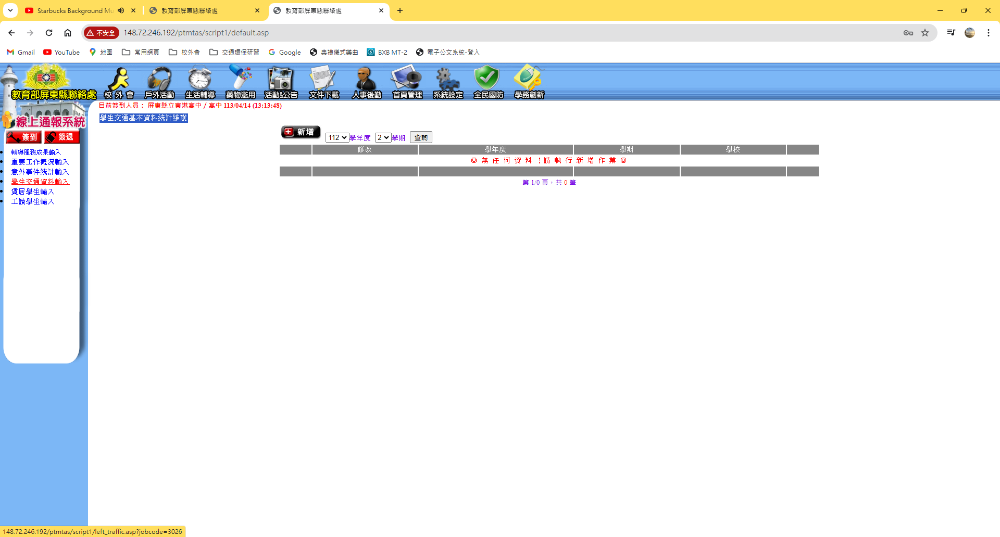 Starbucks Background Mu
教育部屏東縣聯絡處
教育部屏東縣聯絡處
不安全
148.72.246.192/ptmtas/script1/default.asp
Gmail
YouTube
地圖
常用網頁
校外會
交通環保研習
Google
典禮儀式樂曲
BXB MT-2
電子公文系統-登入
教育部屏東縣聯絡處
校 外 會
戶外活動
生活輔導
藥物濫用
活動&公告
文件下載
人事後勤
首頁管理
系統設定
全民國防
學務創新
線上通報系統
目前簽到人員： 屏東縣立東港高中 / 高中 113/04/14 (13:13:48)
學生交通基本資料統計維護
簽到
簽退
新增
112 學年度 2 學期 查詢
輔導服務成果輸入
重要工作概況輸入
意外事件統計輸入
學生交通資料輸入
賃居學生輸入
工讀學生輸入
修改 學年度 學期 學校
◎ 無 任 何 資 料 ！請 執 行 新 增 作 業 ◎
第 1/0 頁，共 0 筆
148.72.246.192/ptmtas/script1/left_traffic.asp?jobcode=3026